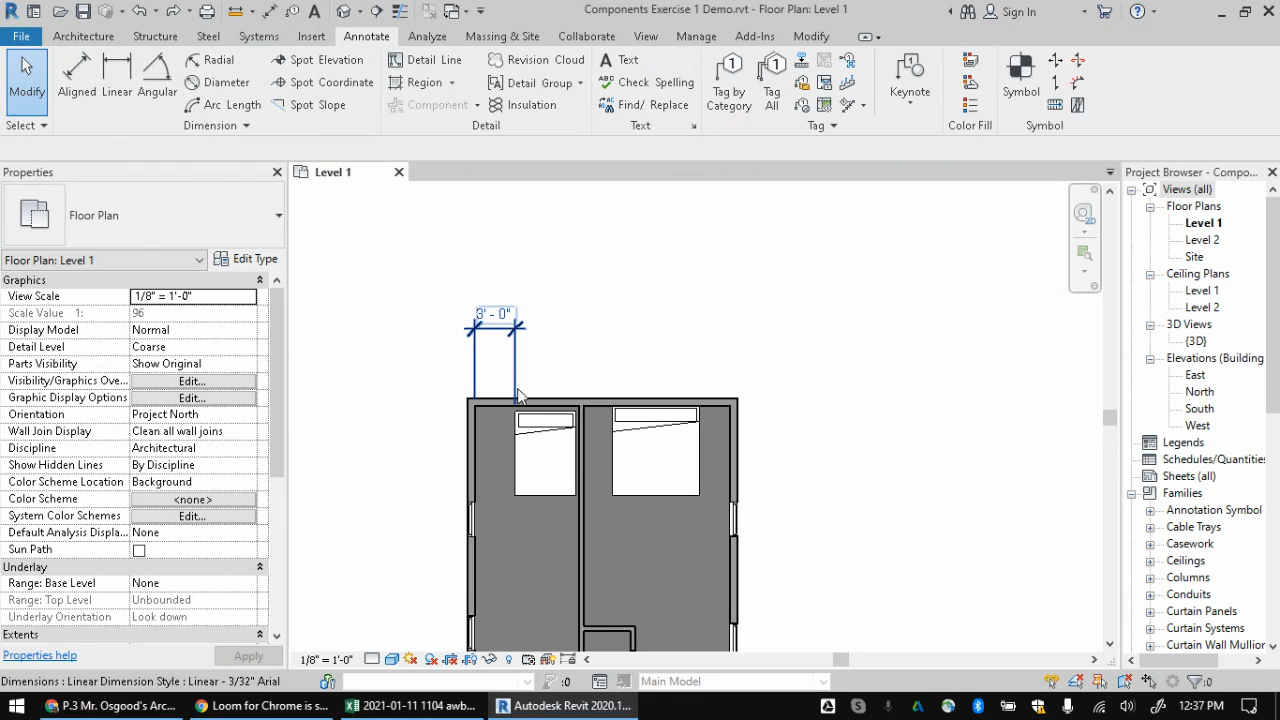 Components Exercise 1 Demo.rvt - Floor Plan: Level 1
Sign In
File Architecture Structure Steel Systems Insert Annotate Analyze Massing & Site Collaborate View Manage Add-Ins Modify
Modify
Aligned Linear Angular
Radial
Diameter
Arc Length
Spot Elevation
Spot Coordinate
Spot Slope
Detail Line
Region
Component
Revision Cloud
Detail Group
Insulation
Text
Check Spelling
Find/ Replace
Tag by Category
Tag All
Keynote
Symbol
Select Dimension Detail Text Tag Color Fill Symbol
Properties
Level 1
Project Browser - Compo...
Floor Plan
Floor Plan: Level 1 Edit Type
Graphics
View Scale 1/8" = 1'-0"
Scale Value 1: 96
Display Model Normal
Detail Level Coarse
Parts Visibility Show Original
Visibility/Graphics Ove... Edit...
Graphic Display Options Edit...
Orientation Project North
Wall Join Display Clean all wall joins
Discipline Architectural
Show Hidden Lines By Discipline
Color Scheme Location Background
Color Scheme <none>
System Color Schemes Edit...
Default Analysis Displa... None
Sun Path
Underlay
Range: Base Level None
Range: Top Level Unbounded
Underlay Orientation Look down
Extents
Properties help Apply
3' - 0"
2D
Views (all)
Floor Plans
Level 1
Level 2
Site
Ceiling Plans
Level 1
Level 2
3D Views
{3D}
Elevations (Building
East
North
South
West
Legends
Schedules/Quantities
Sheets (all)
Families
Annotation Symbol
Cable Trays
Casework
Ceilings
Columns
Conduits
Curtain Panels
Curtain Systems
Curtain Wall Mullion
1/8" = 1'-0"
Dimensions : Linear Dimension Style : Linear - 3/32" Arial
:0
Main Model
:0
P.3 Mr. Osgood's Arc...
Loom for Chrome is s...
2021-01-11 1104 awb...
Autodesk Revit 2020.1...
12:37 PM